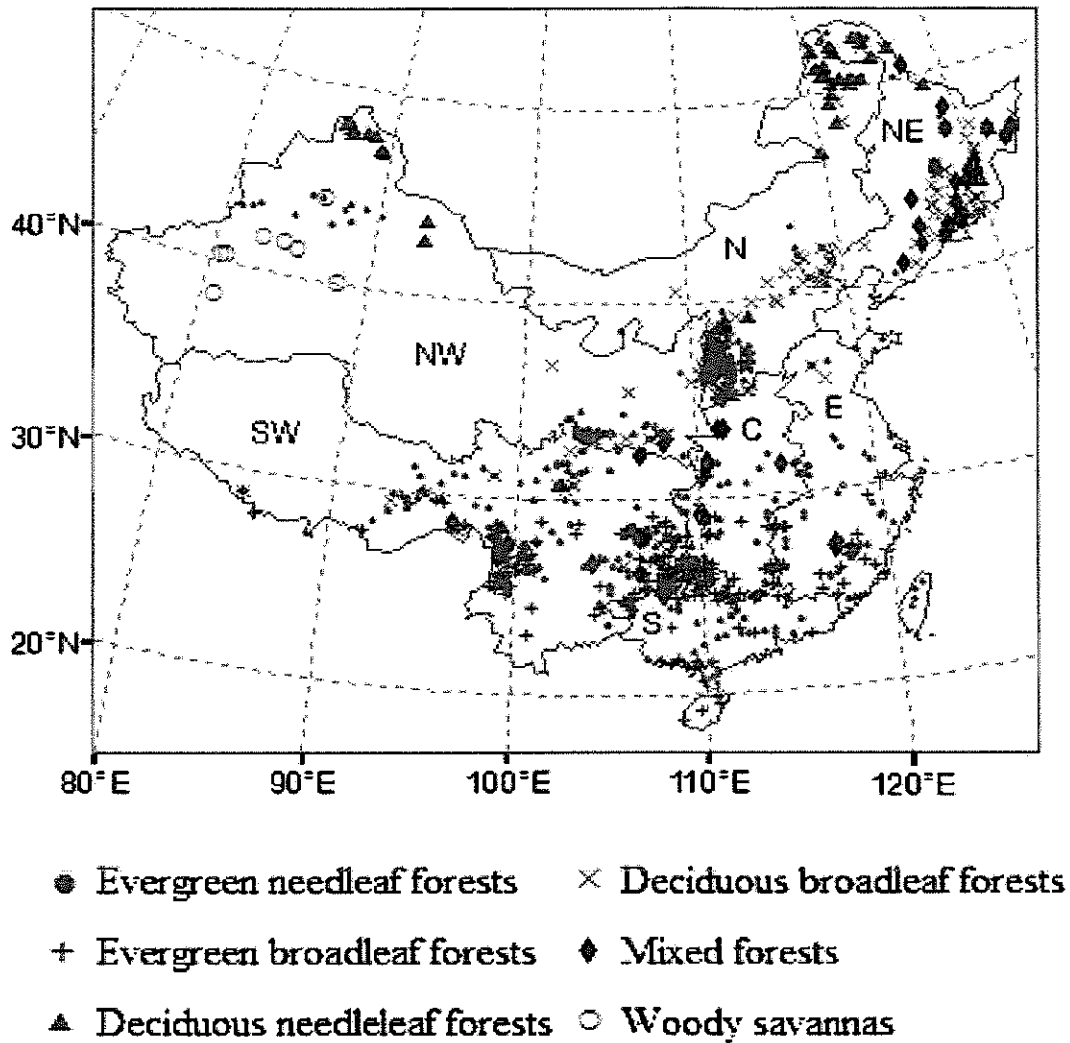 NE
40°N
N
NW
E
30°N
SW
C
S
20°N
80°E 90°E 100°E 110°E 120°E
Evergreen needleaf forests
Deciduous broadleaf forests
Evergreen broadleaf forests
Mixed forests
Deciduous needleleaf forests
Woody savannas